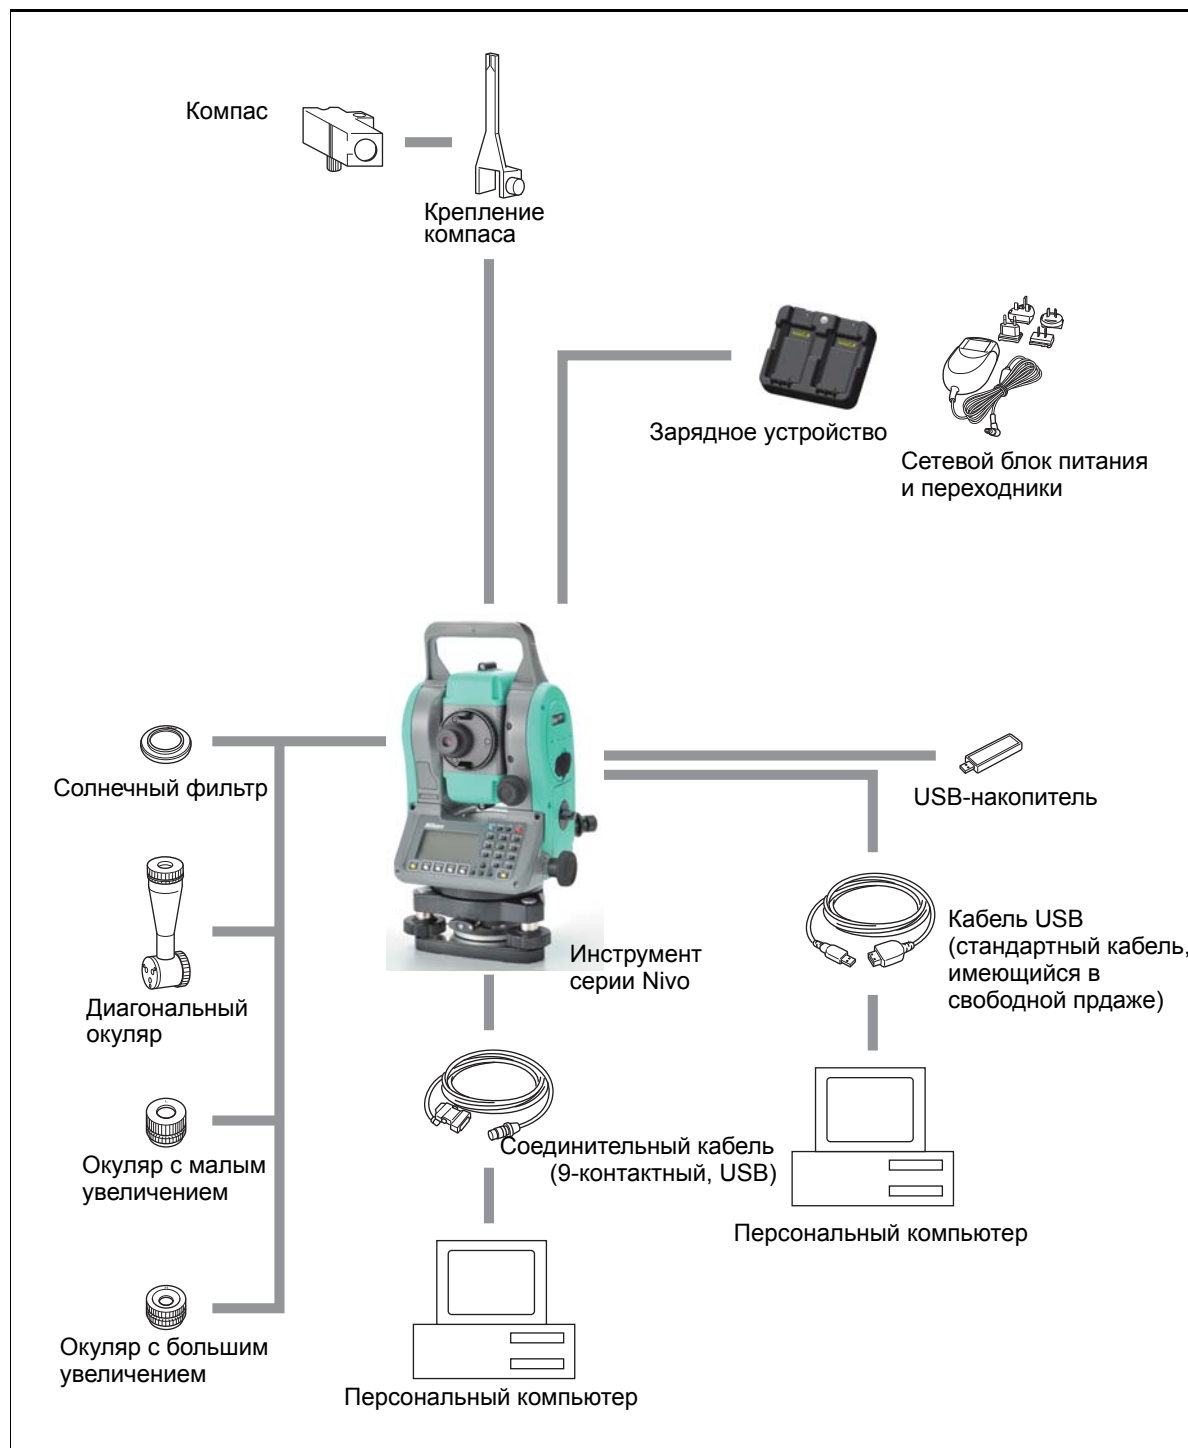 Компас
Крепление
компаса
Зарядное устройство
Сетевой блок питания
и переходники
Солнечный фильтр
USB-накопитель
Диагональный
окуляр
Инструмент
серии Nivo
Кабель USB
(стандартный кабель,
имеющийся в
свободной прдаже)
Окуляр с малым
увеличением
Соединительный кабель
(9-контактный, USB)
Персональный компьютер
Окуляр с большим
увеличением
Персональный компьютер